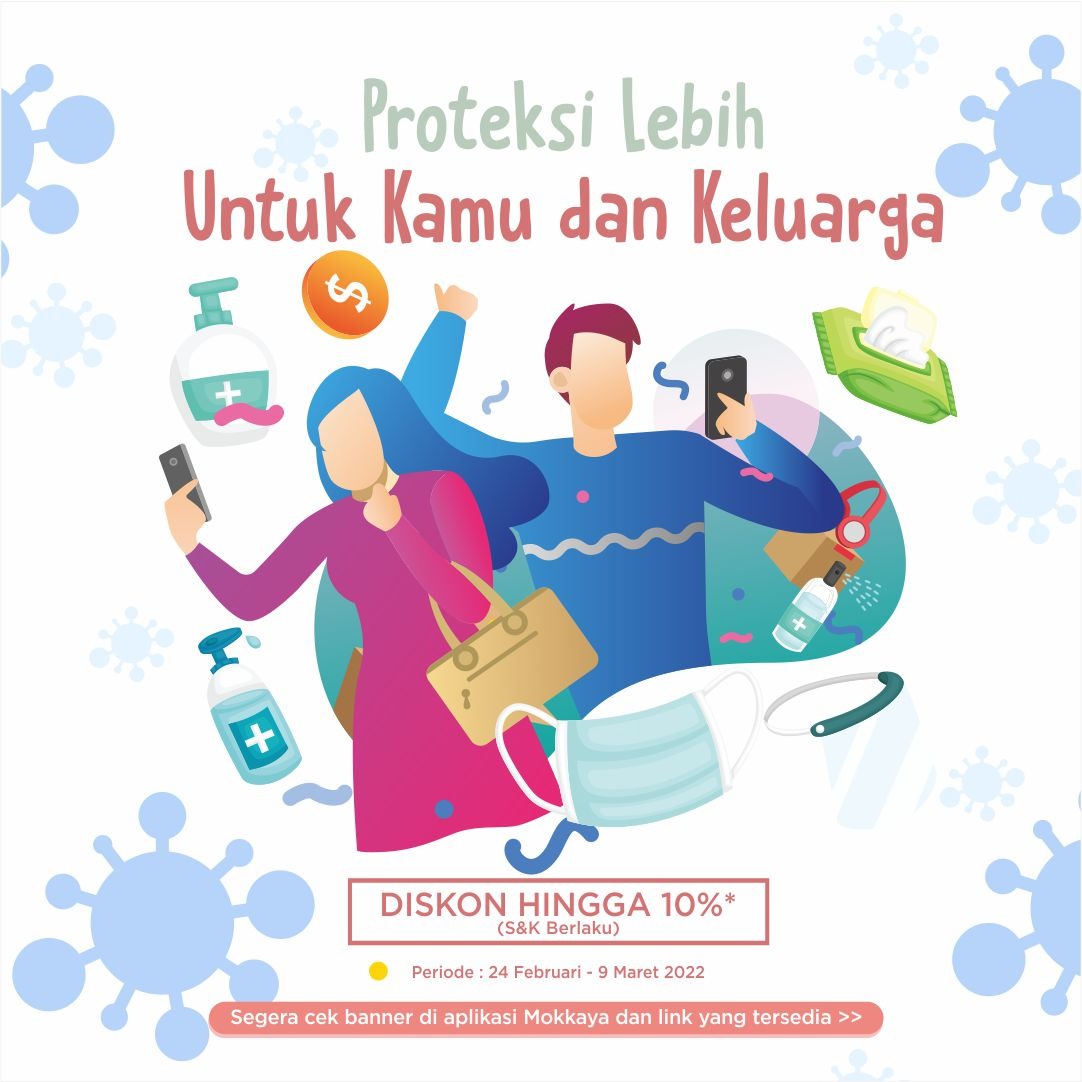 Proteksi Lebih
Untuk Kamu dan Keluarga
$
DISKON HINGGA 10%*
(S&K Berlaku)
Periode : 24 Februari - 9 Maret 2022
Segera cek banner di aplikasi Mokkaya dan link yang tersedia >>